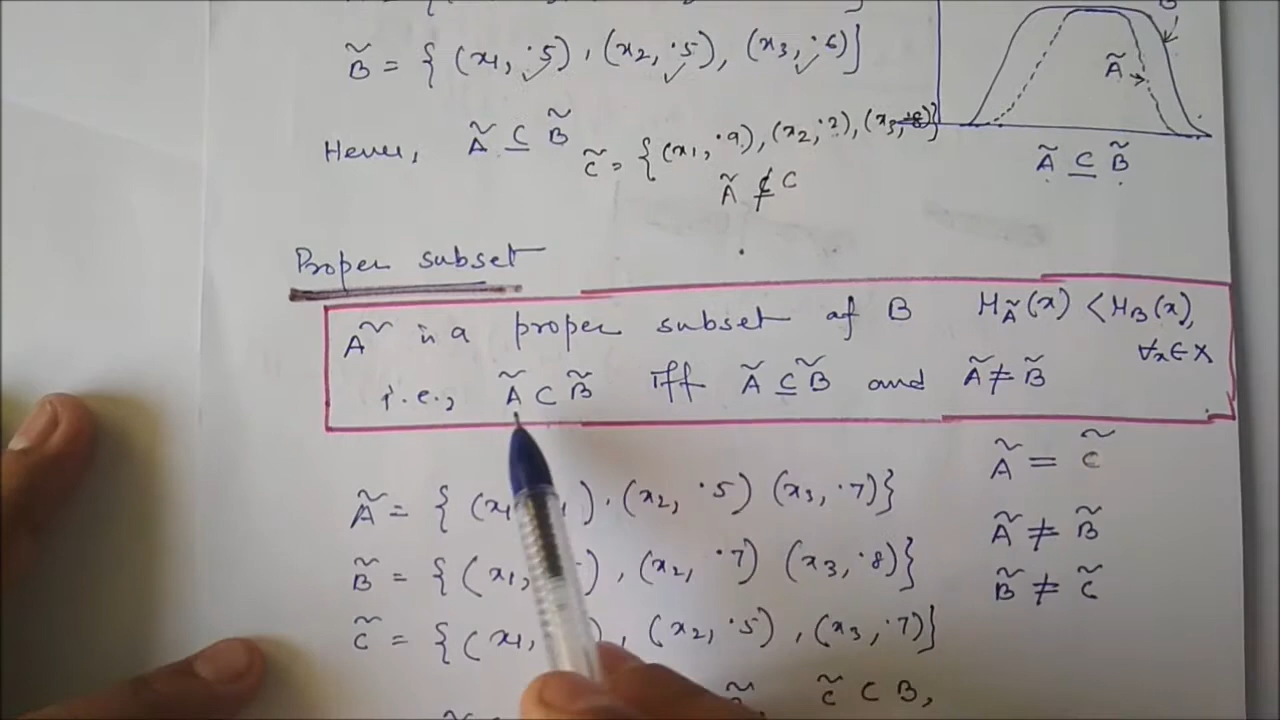 B̃ = { (x1, ·5), (x2, ·5), (x3, ·6)}
B
Ã
Hence, Ã ⊆ B̃
C̃ = {(x1, ·9), (x2, ·2), (x3, ·8)}
Ã ⊄ C
Ã ⊆ B̃
Proper subset
Ã is a proper subset of B μÃ(x) < μB(x),
∀x∈X
i.e., Ã ⊂ B̃ Iff Ã ⊆ B̃ and Ã ≠ B̃
Ã = { (x1 ), (x2, ·5) (x3, ·7)}
B̃ = { (x1, ), (x2, ·7) (x3, ·8)}
C̃ = { (x1, ), (x2, ·5), (x3, ·7)}
Ã = C̃
Ã ≠ B̃
B̃ ≠ C̃
C̃ ⊂ B,